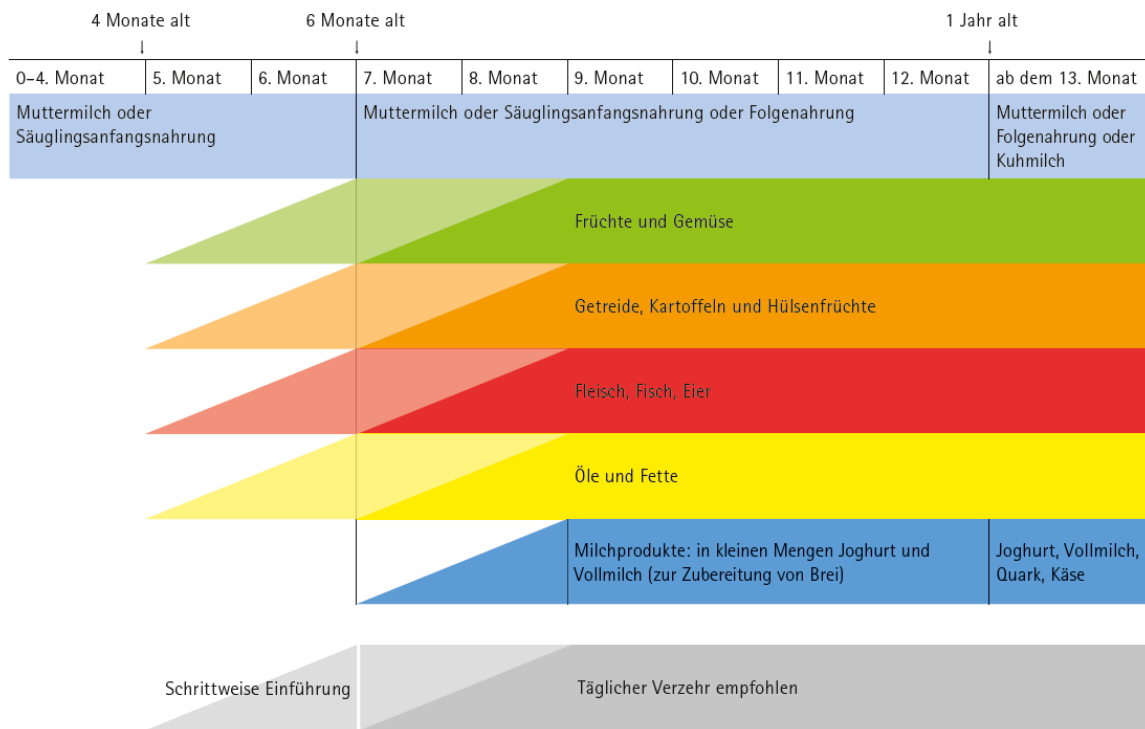 4 Monate alt
6 Monate alt
1 Jahr alt
0–4. Monat
5. Monat
6. Monat
7. Monat
8. Monat
9. Monat
10. Monat
11. Monat
12. Monat
ab dem 13. Monat
Muttermilch oder
Säuglingsanfangsnahrung
Muttermilch oder Säuglingsanfangsnahrung oder Folgenahrung
Muttermilch oder
Folgenahrung oder
Kuhmilch
Früchte und Gemüse
Getreide, Kartoffeln und Hülsenfrüchte
Fleisch, Fisch, Eier
Öle und Fette
Milchprodukte: in kleinen Mengen Joghurt und
Vollmilch (zur Zubereitung von Brei)
Joghurt, Vollmilch,
Quark, Käse
Schrittweise Einführung
Täglicher Verzehr empfohlen